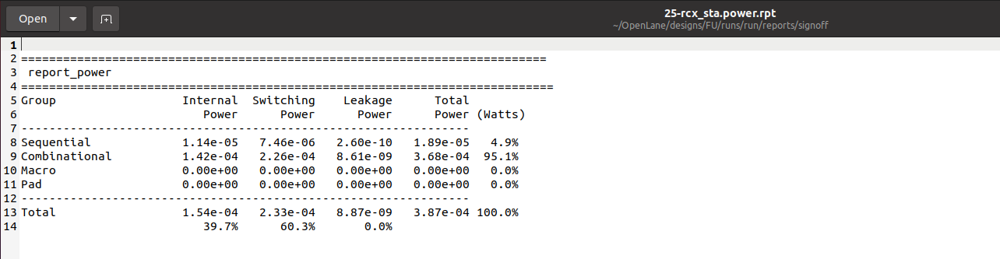 Open
25-rcx_sta.power.rpt
~/OpenLane/designs/FU/runs/run/reports/signoff
1
2 ===========================================================================
3  report_power
4 ============================================================================
5 Group                  Internal  Switching    Leakage      Total
6                           Power      Power      Power      Power (Watts)
7 ----------------------------------------------------------------
8 Sequential             1.14e-05   7.46e-06   2.60e-10   1.89e-05   4.9%
9 Combinational          1.42e-04   2.26e-04   8.61e-09   3.68e-04  95.1%
10 Macro                  0.00e+00   0.00e+00   0.00e+00   0.00e+00   0.0%
11 Pad                    0.00e+00   0.00e+00   0.00e+00   0.00e+00   0.0%
12 ----------------------------------------------------------------
13 Total                  1.54e-04   2.33e-04   8.87e-09   3.87e-04 100.0%
14                           39.7%      60.3%       0.0%